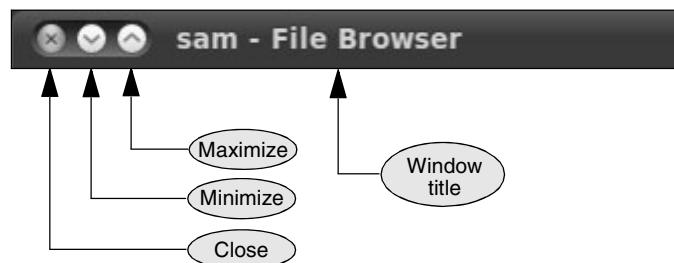 sam - File Browser
Maximize
Minimize
Close
Window
title